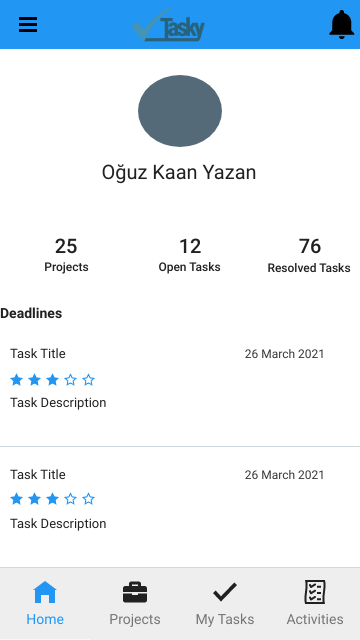 Tasky
Oğuz Kaan Yazan
25 12 76
Projects Open Tasks Resolved Tasks
Deadlines
Task Title 26 March 2021
Task Description
Task Title 26 March 2021
Task Description
Home Projects My Tasks Activities